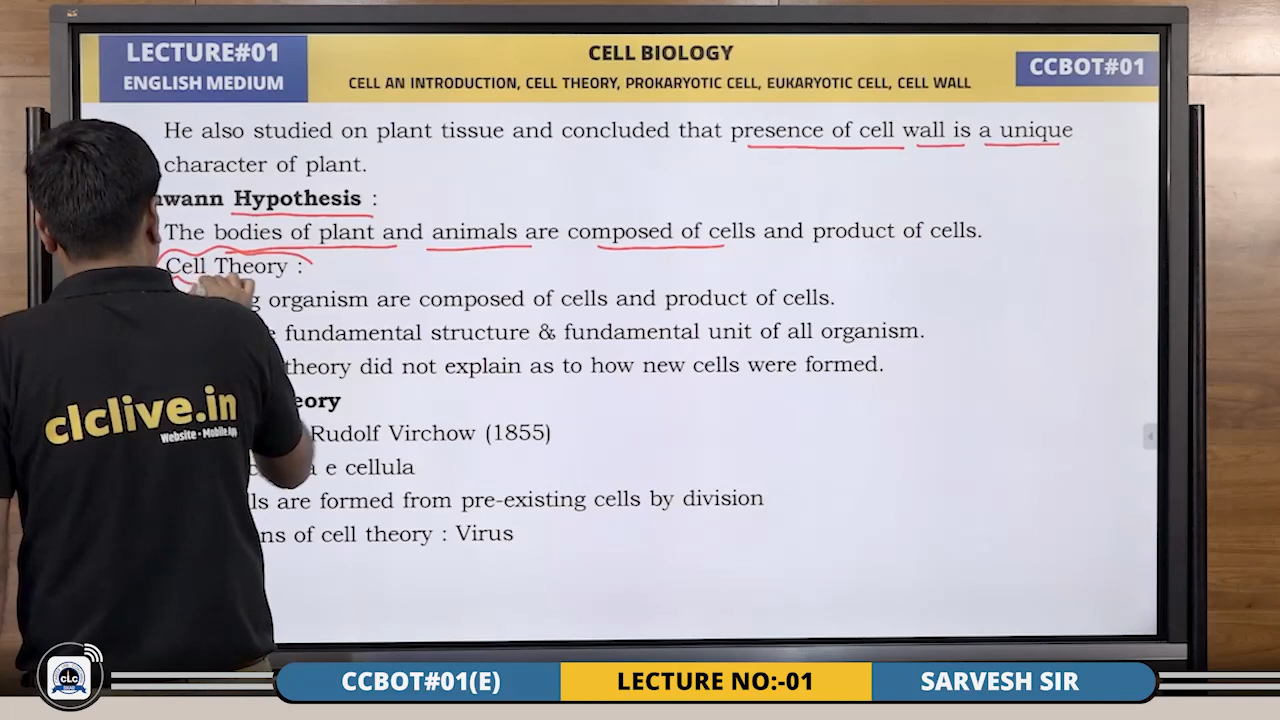 LECTURE#01
ENGLISH MEDIUM
CELL BIOLOGY
CELL AN INTRODUCTION, CELL THEORY, PROKARYOTIC CELL, EUKARYOTIC CELL, CELL WALL
CCBOT#01
He also studied on plant tissue and concluded that presence of cell wall is a unique
character of plant.
Hypothesis :
The bodies of plant and animals are composed of cells and product of cells.
Cell Theory :
organism are composed of cells and product of cells.
fundamental structure & fundamental unit of all organism.
theory did not explain as to how new cells were formed.
Rudolf Virchow (1855)
e cellula
are formed from pre-existing cells by division
of cell theory : Virus
clclive.in
Website • Mobile App
CLC
CCBOT#01(E)
LECTURE NO:-01
SARVESH SIR